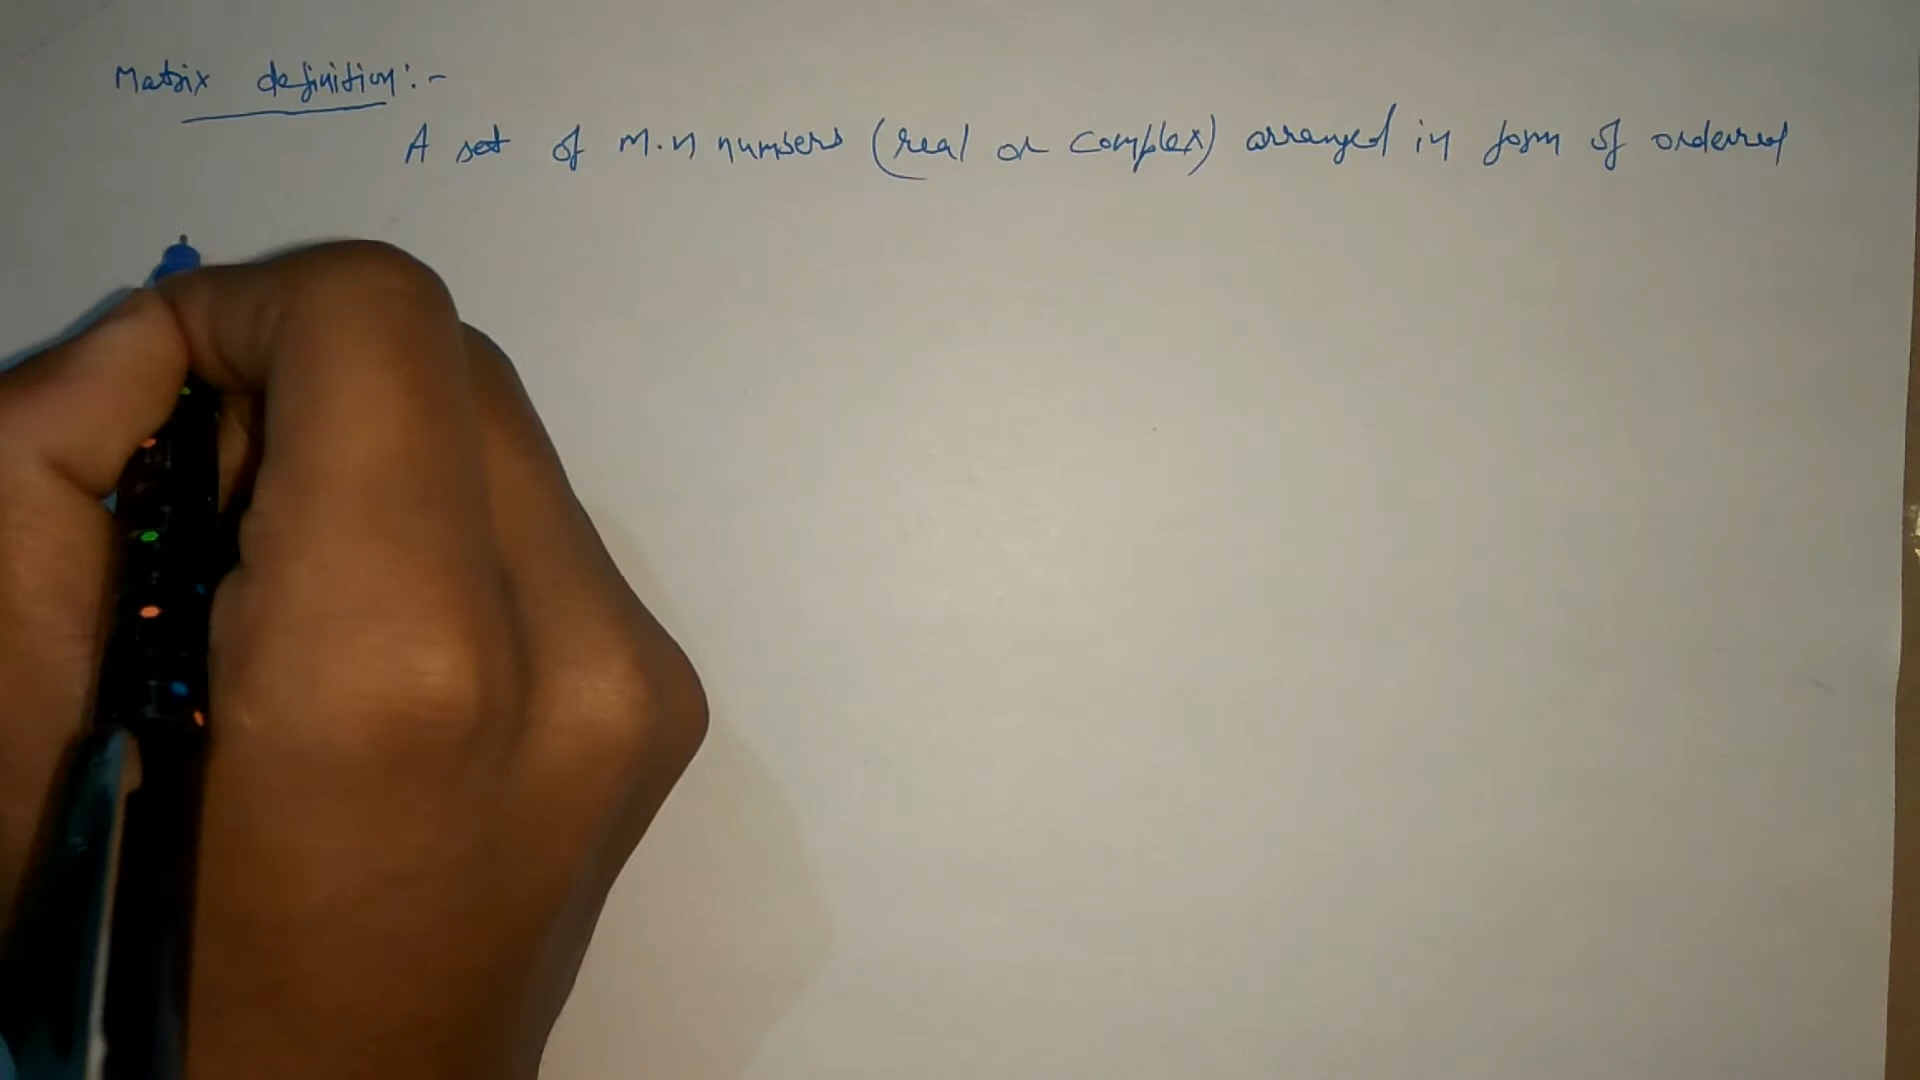 Matrix definition:-
A set of m.n numbers (real or complex) arranged in form of ordered